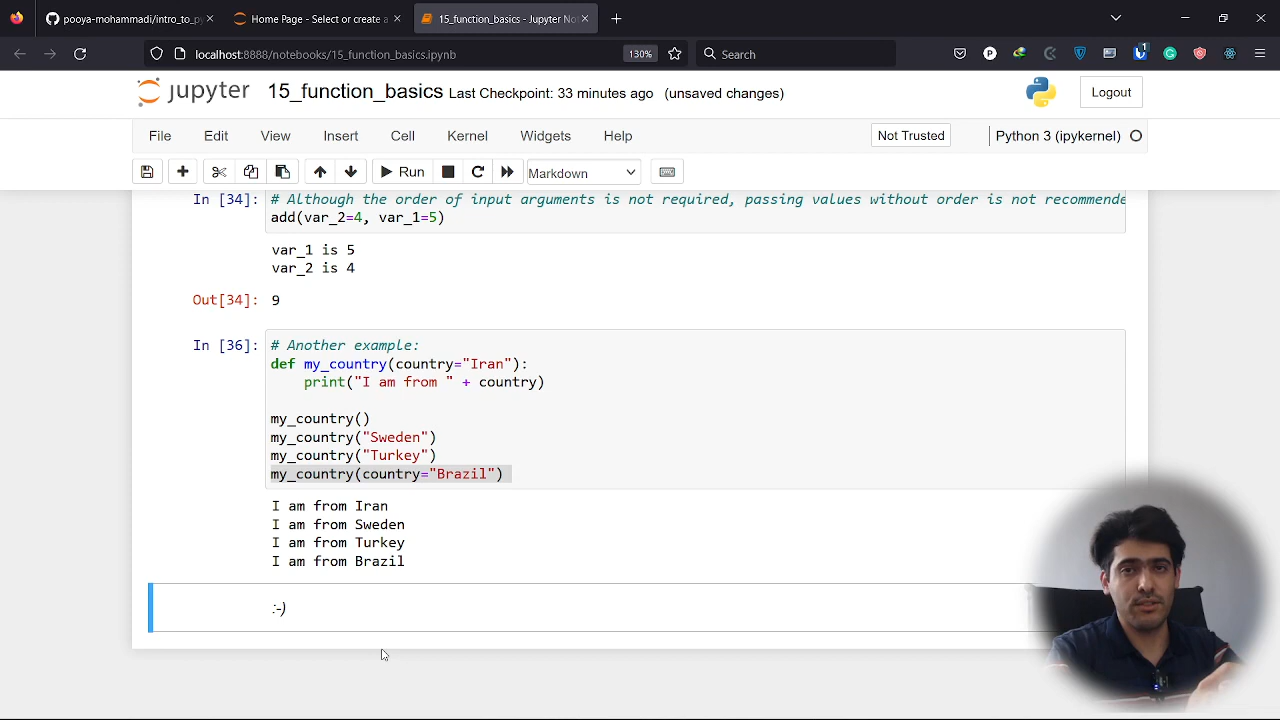 pooya-mohammadi/intro_to_py
Home Page - Select or create a
15_function_basics - Jupyter No
localhost:8888/notebooks/15_function_basics.ipynb
130%
Search
jupyter
15_function_basics Last Checkpoint: 33 minutes ago (unsaved changes)
Logout
File Edit View Insert Cell Kernel Widgets Help
Not Trusted
Python 3 (ipykernel)
Run
Markdown
In [34]:
# Although the order of input arguments is not required, passing values without order is not recommende
add(var_2=4, var_1=5)
var_1 is 5
var_2 is 4
Out[34]: 9
In [36]:
# Another example:
def my_country(country="Iran"):
    print("I am from " + country)
my_country()
my_country("Sweden")
my_country("Turkey")
my_country(country="Brazil")
I am from Iran
I am from Sweden
I am from Turkey
I am from Brazil
:-)